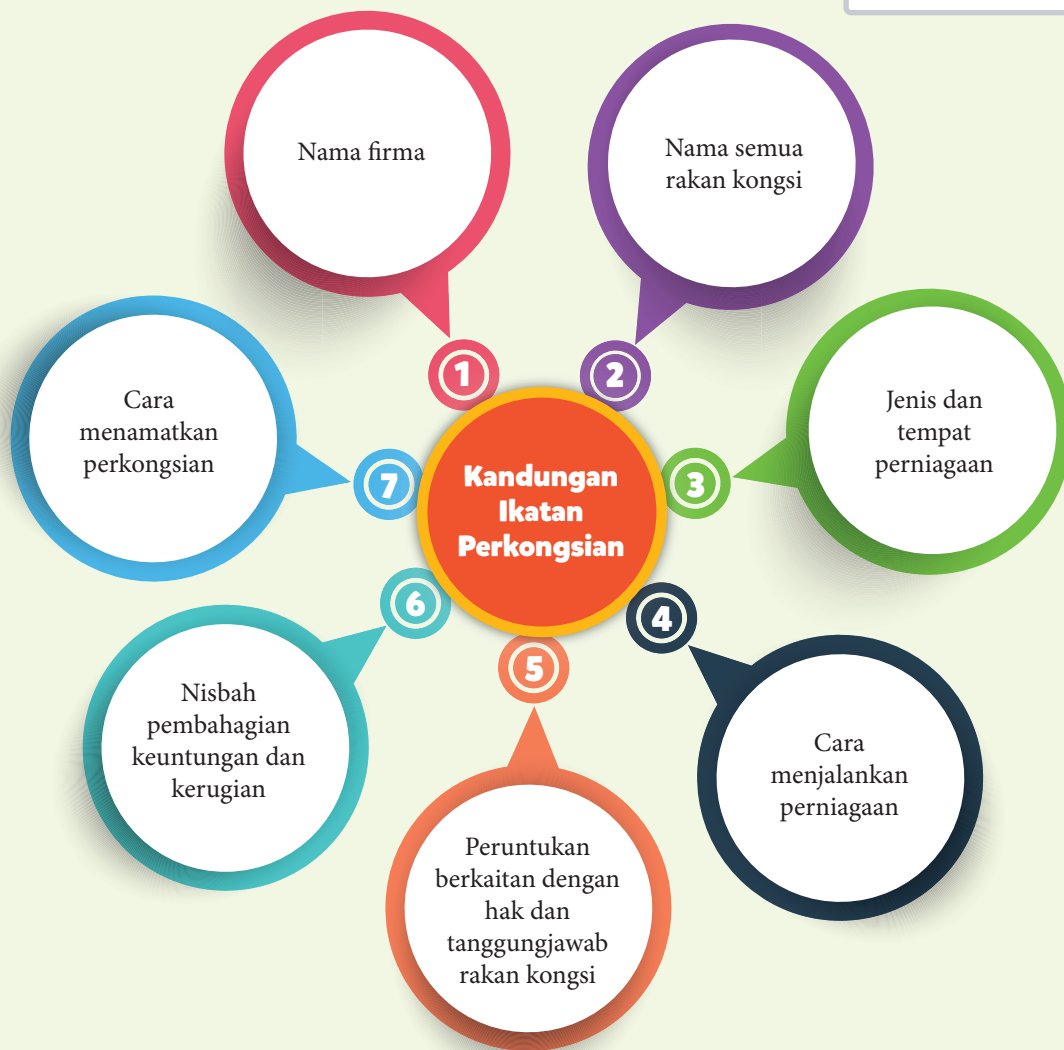 Nama firma
1
Nama semua
rakan kongsi
2
Jenis dan
tempat
perniagaan
3
Cara
menjalankan
perniagaan
4
Peruntukan
berkaitan dengan
hak dan
tanggungjawab
rakan kongsi
5
Nisbah
pembahagian
keuntungan dan
kerugian
6
Cara
menamatkan
perkongsian
7
Kandungan
Ikatan
Perkongsian